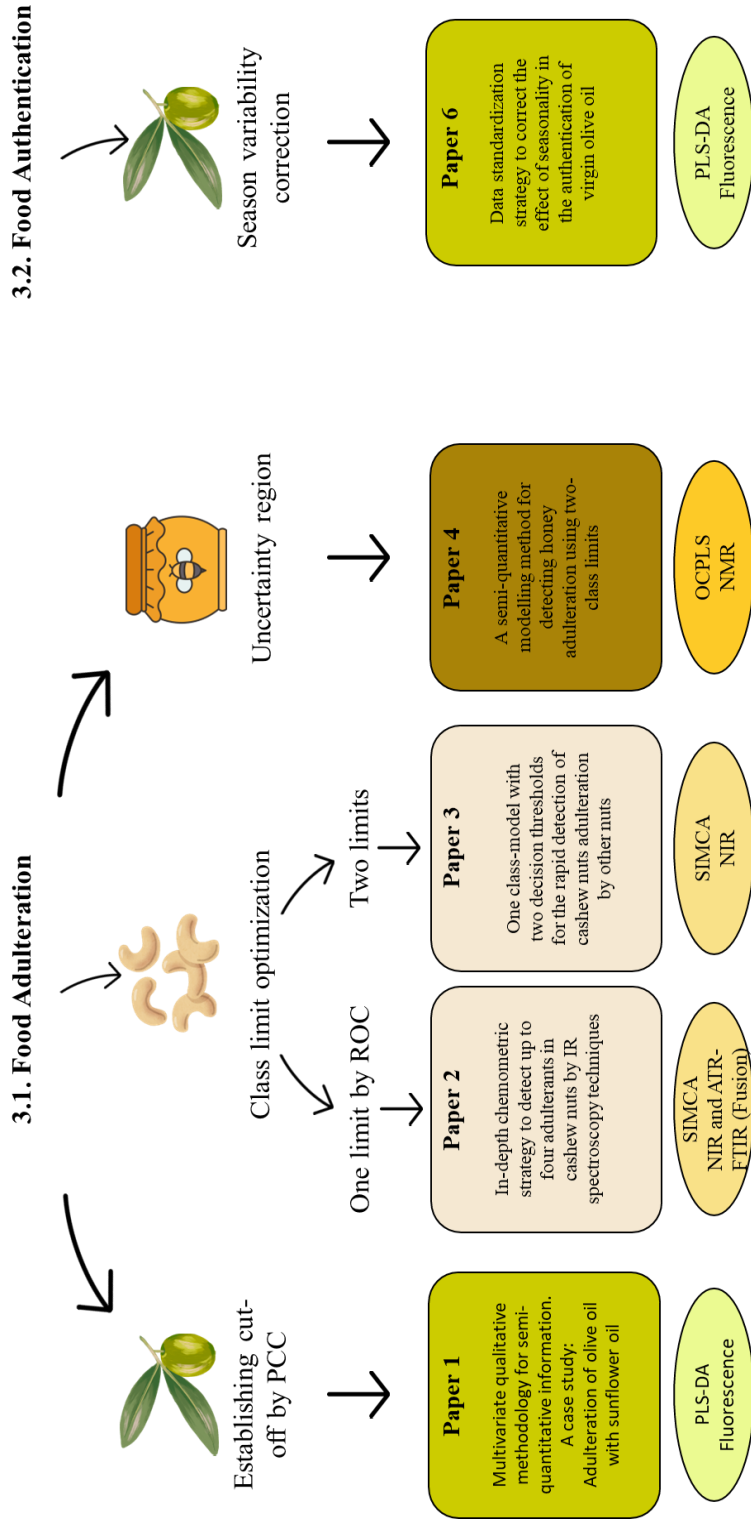 3.1. Food Adulteration
Establishing cut-
off by PCC
Paper 1
Multivariate qualitative
methodology for semi-
quantitative information.
A case study:
Adulteration of olive oil
with sunflower oil
PLS-DA
Fluorescence
Class limit optimization
One limit by ROC
Paper 2
In-depth chemometric
strategy to detect up to
four adulterants in
cashew nuts by IR
spectroscopy techniques
SIMCA
NIR and ATR-
FTIR (Fusion)
Two limits
Paper 3
One class-model with
two decision thresholds
for the rapid detection of
cashew nuts adulteration
by other nuts
SIMCA
NIR
Uncertainty region
Paper 4
A semi-quantitative
modelling method for
detecting honey
adulteration using two-
class limits
OCPLS
NMR
3.2. Food Authentication
Season variability
correction
Paper 6
Data standardization
strategy to correct the
effect of seasonality in
the authentication of
virgin olive oil
PLS-DA
Fluorescence